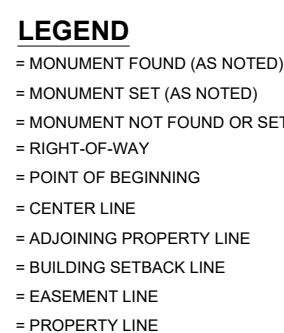 LEGEND
= MONUMENT FOUND (AS NOTED)
= MONUMENT SET (AS NOTED)
= MONUMENT NOT FOUND OR SET
= RIGHT-OF-WAY
= POINT OF BEGINNING
= CENTER LINE
= ADJOINING PROPERTY LINE
= BUILDING SETBACK LINE
= EASEMENT LINE
= PROPERTY LINE